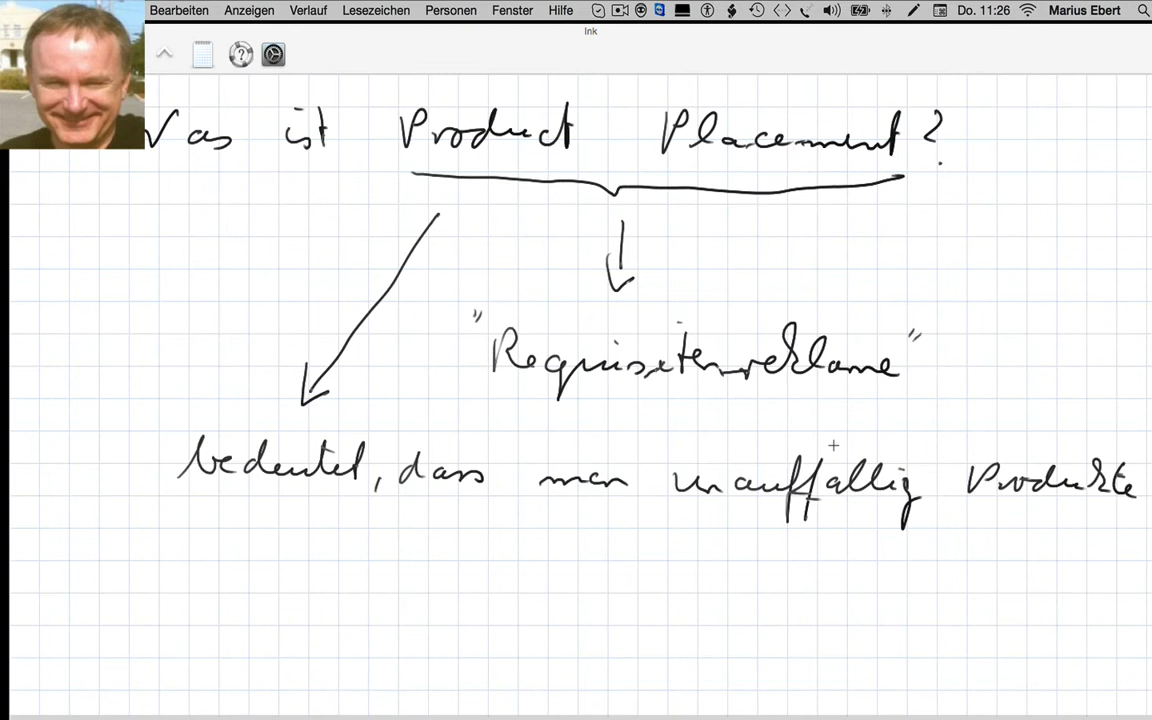 Bearbeiten Anzeigen Verlauf Lesezeichen Personen Fenster Hilfe Do. 11:26 Marius Ebert
Ink
Was ist Product Placement?
"Requisitenreklame"
bedeutet, dass man unauffällig Produkte